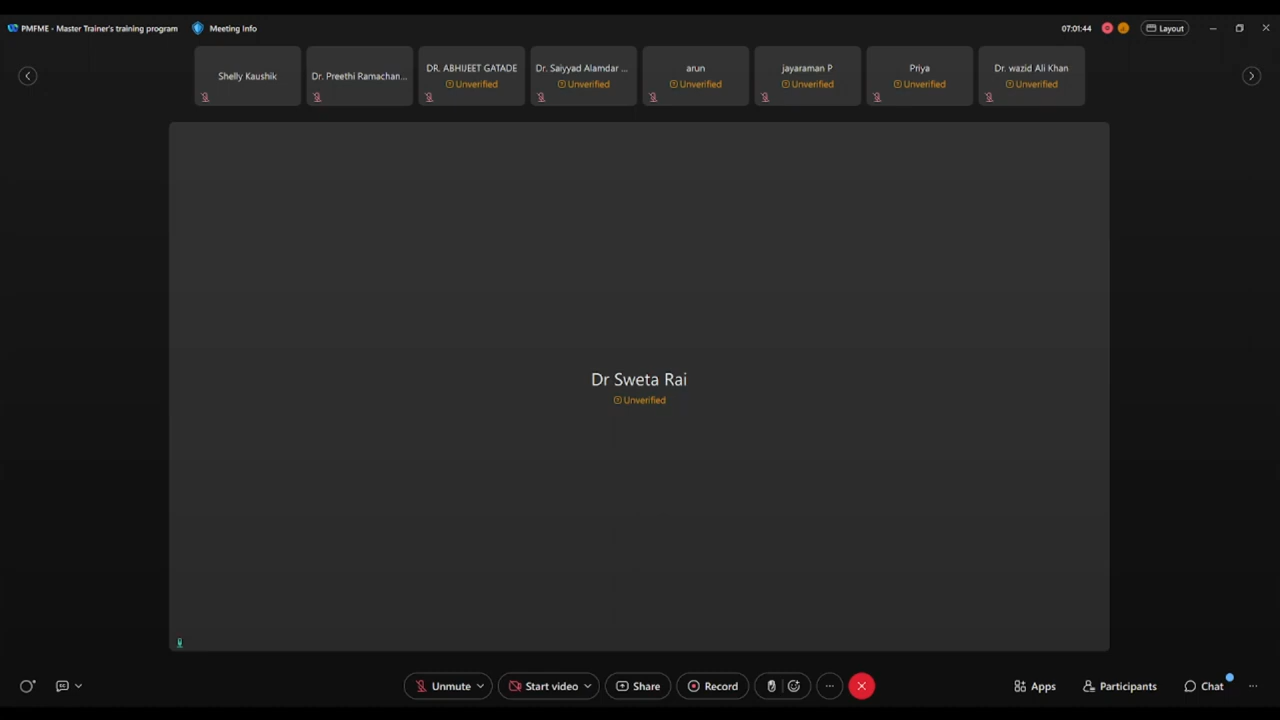 PMFME - Master Trainer's training program
Meeting Info
07:01:44
Layout
Shelly Kaushik
Dr. Preethi Ramachan...
DR. ABHIJEET GATADE
Unverified
Dr. Saiyyad Alamdar ...
Unverified
arun
Unverified
jayaraman P
Unverified
Priya
Unverified
Dr. wazid Ali Khan
Unverified
Dr Sweta Rai
Unverified
Unmute
Start video
Share
Record
Apps
Participants
Chat